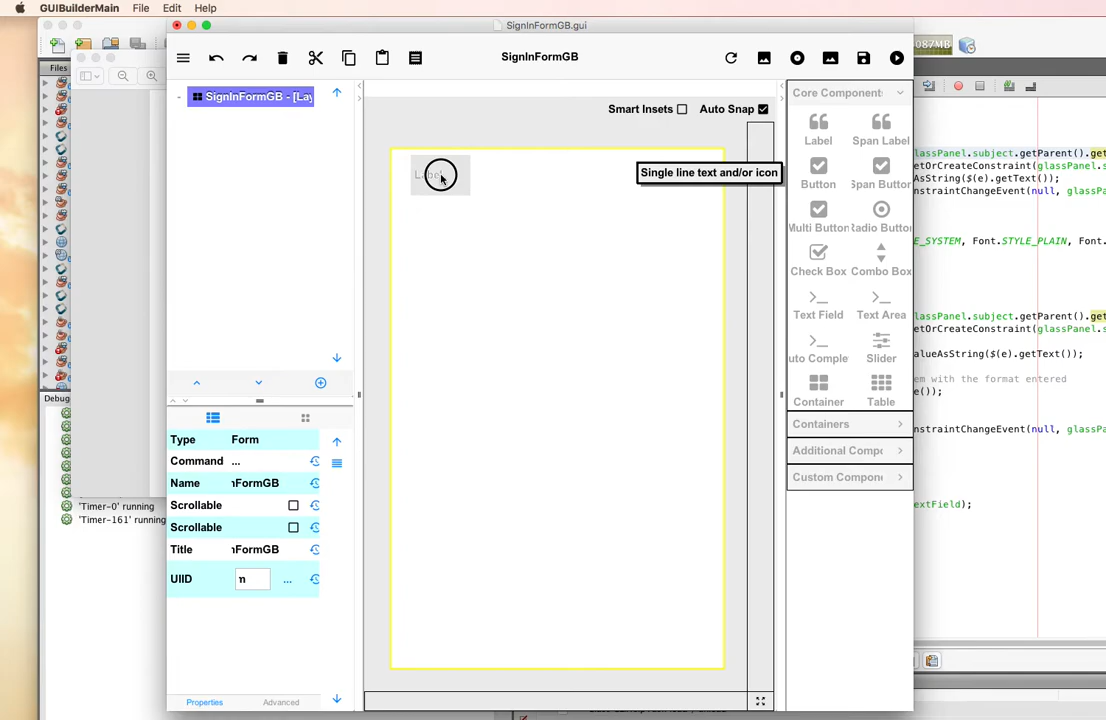 GUIBuilderMain File Edit Help
SignInFormGB.gui
087MB
SignInFormGB
Files
- SignInFormGB - [Lay
Smart Insets Auto Snap
Core Component
Label Span Label
Button Span Button
Multi Button Radio Button
Check Box Combo Box
Text Field Text Area
uto Comple Slider
Container Table
Containers
Additional Compo
Custom Compon
Single line text and/or icon
Debug
'Timer-0' running
'Timer-161' running
Type Form
Command ...
Name nFormGB
Scrollable
Scrollable
Title nFormGB
UIID n ...
Properties Advanced
lassPanel.subject.getParent().get
etOrCreateConstraint(glassPanel.s
AsString($(e).getText());
nstraintChangeEvent(null, glassPa
E_SYSTEM, Font.STYLE_PLAIN, Font.
lassPanel.subject.getParent().get
etOrCreateConstraint(glassPanel.s
alueAsString($(e).getText());
em with the format entered
e());
nstraintChangeEvent(null, glassPa
extField);